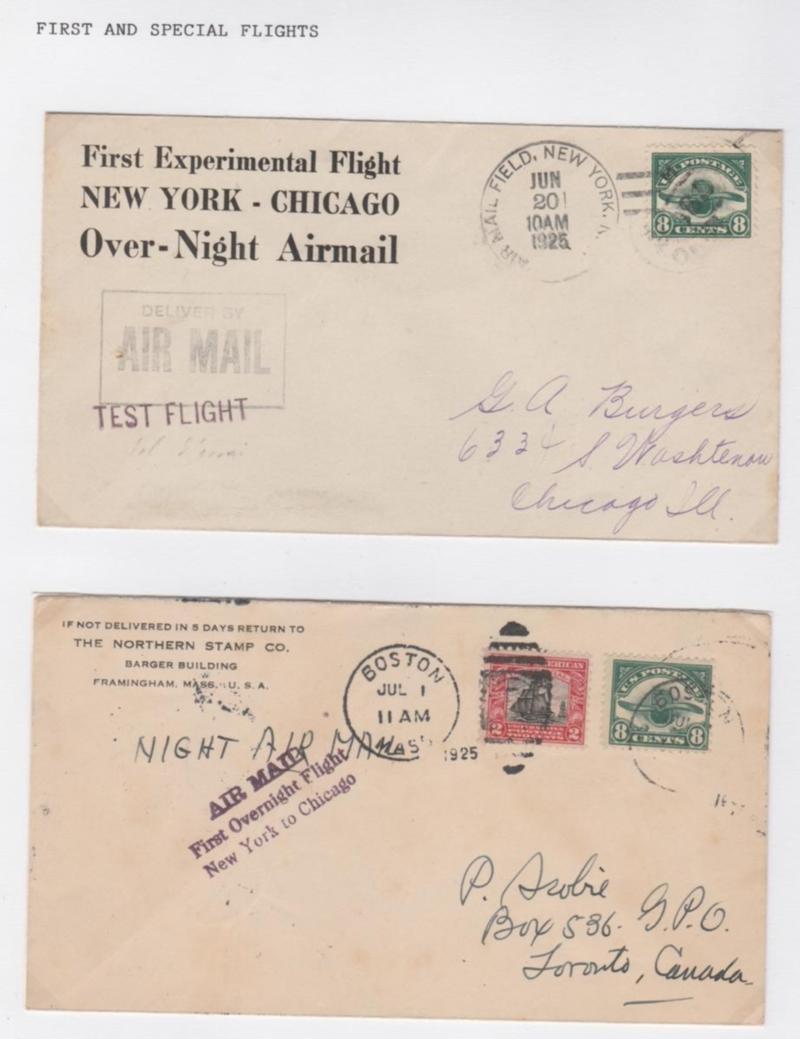 FIRST AND SPECIAL FLIGHTS
First Experimental Flight
NEW YORK - CHICAGO
Over-Night Airmail
AIR MAIL FIELD, NEW YORK, N.
JUN
20
10AM
1925
U.S. POSTAGE
8 CENTS 8
DELIVER BY
AIR MAIL
TEST FLIGHT
G. A. Burgers
6334 S. Washtenaw
Chicago Ill.
IF NOT DELIVERED IN 5 DAYS RETURN TO
THE NORTHERN STAMP CO.
BARGER BUILDING
FRAMINGHAM, MASS., U. S. A.
BOSTON
JUL 1
11 AM
MASS
1925
2 2
U.S. POSTAGE
8 CENTS 8
BOSTON
NIGHT AIR MAIL
AIR MAIL
First Overnight Flight
New York to Chicago
P. Scobie
Box 536. G.P.O.
Toronto, Canada